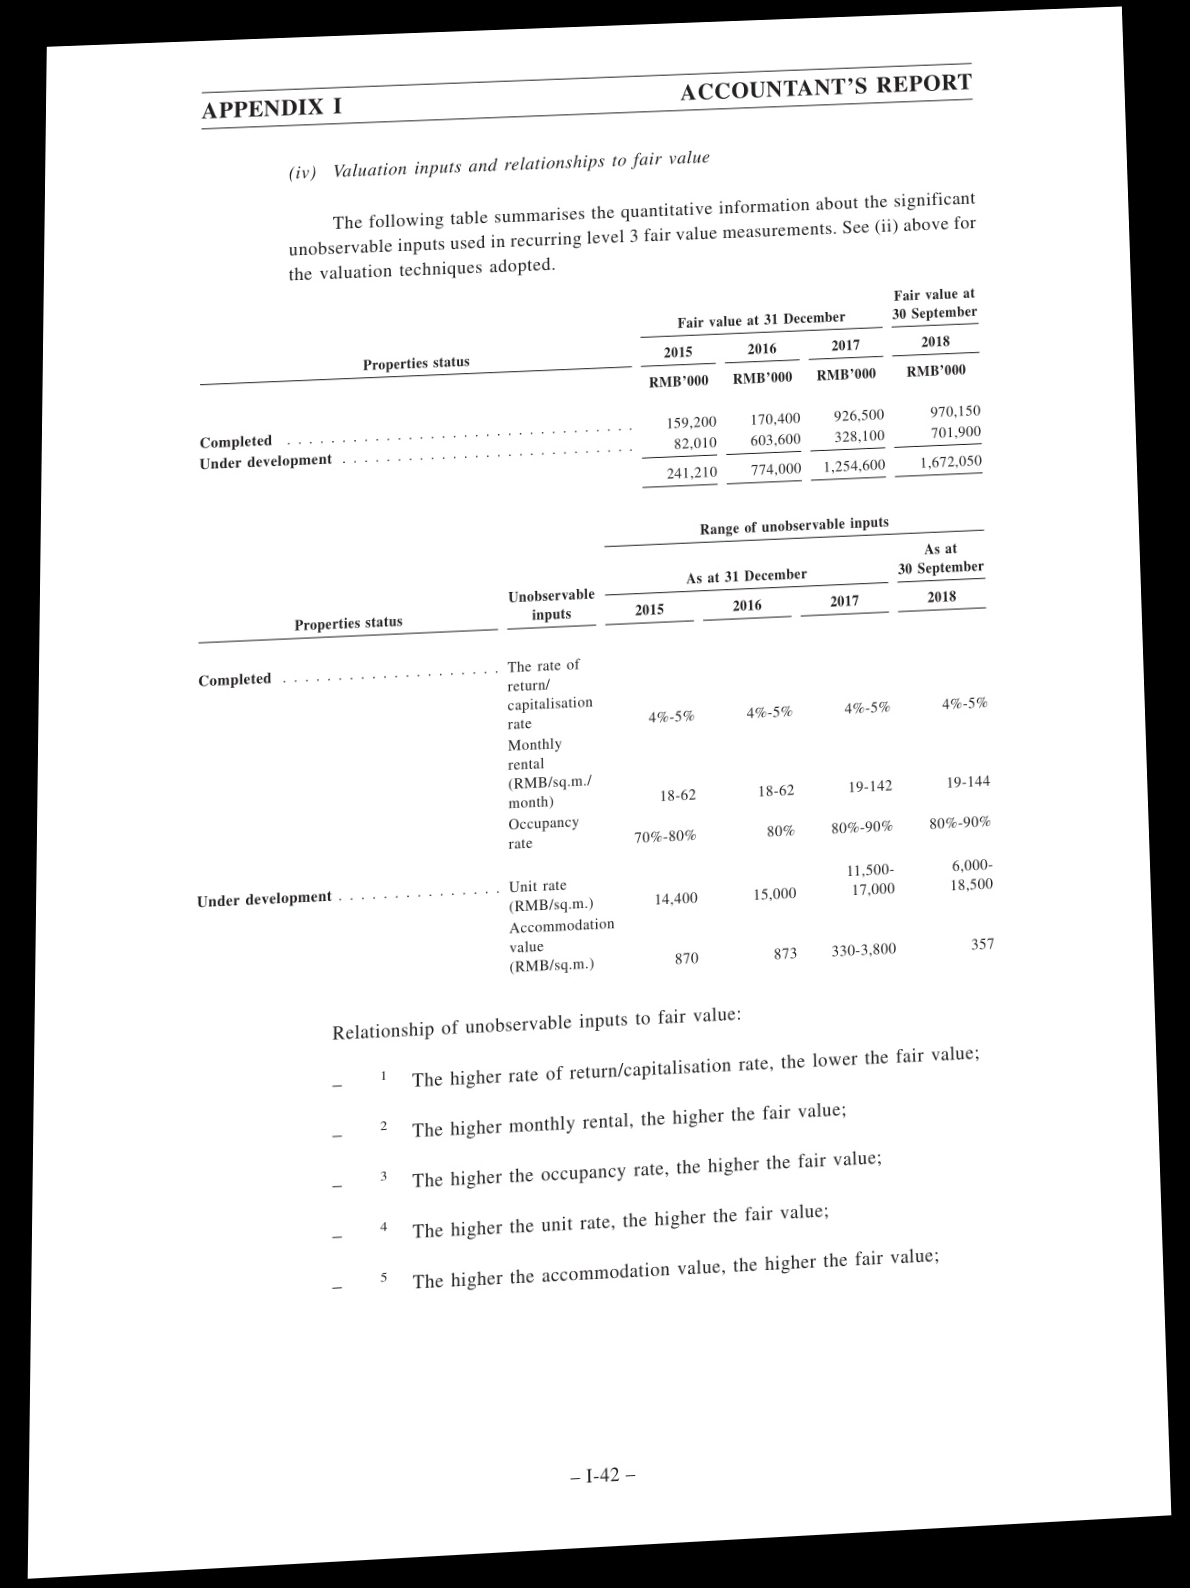 APPENDIX I ACCOUNTANT'S REPORT
(iv) Valuation inputs and relationships to fair value
The following table summarises the quantitative information about the significant
unobservable inputs used in recurring level 3 fair value measurements. See (ii) above for
the valuation techniques adopted.
Fair value at
Fair value at 31 December 30 September
Properties status 2015 2016 2017 2018
RMB'000 RMB'000 RMB'000 RMB'000
Completed 159,200 170,400 926,500 970,150
Under development 82,010 603,600 328,100 701,900
241,210 774,000 1,254,600 1,672,050
Range of unobservable inputs
As at
As at 31 December 30 September
Unobservable
Properties status inputs 2015 2016 2017 2018
Completed The rate of
return/
capitalisation
rate 4%-5% 4%-5% 4%-5% 4%-5%
Monthly
rental
(RMB/sq.m./
month) 18-62 18-62 19-142 19-144
Occupancy
rate 70%-80% 80% 80%-90% 80%-90%
Under development Unit rate 11,500- 6,000-
(RMB/sq.m.) 14,400 15,000 17,000 18,500
Accommodation
value
(RMB/sq.m.) 870 873 330-3,800 357
Relationship of unobservable inputs to fair value:
– 1 The higher rate of return/capitalisation rate, the lower the fair value;
– 2 The higher monthly rental, the higher the fair value;
– 3 The higher the occupancy rate, the higher the fair value;
– 4 The higher the unit rate, the higher the fair value;
– 5 The higher the accommodation value, the higher the fair value;
– I-42 –